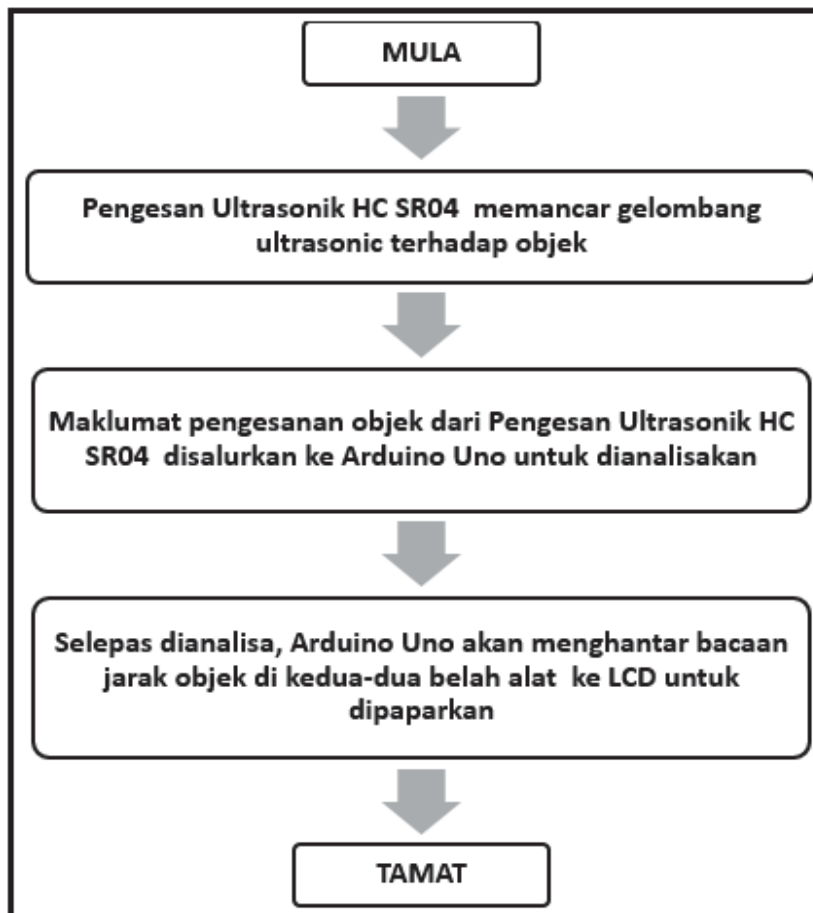 MULA
Pengesan Ultrasonik HC SR04 memancar gelombang
ultrasonic terhadap objek
Maklumat pengesanan objek dari Pengesan Ultrasonik HC
SR04 disalurkan ke Arduino Uno untuk dianalisakan
Selepas dianalisa, Arduino Uno akan menghantar bacaan
jarak objek di kedua-dua belah alat ke LCD untuk
dipaparkan
TAMAT